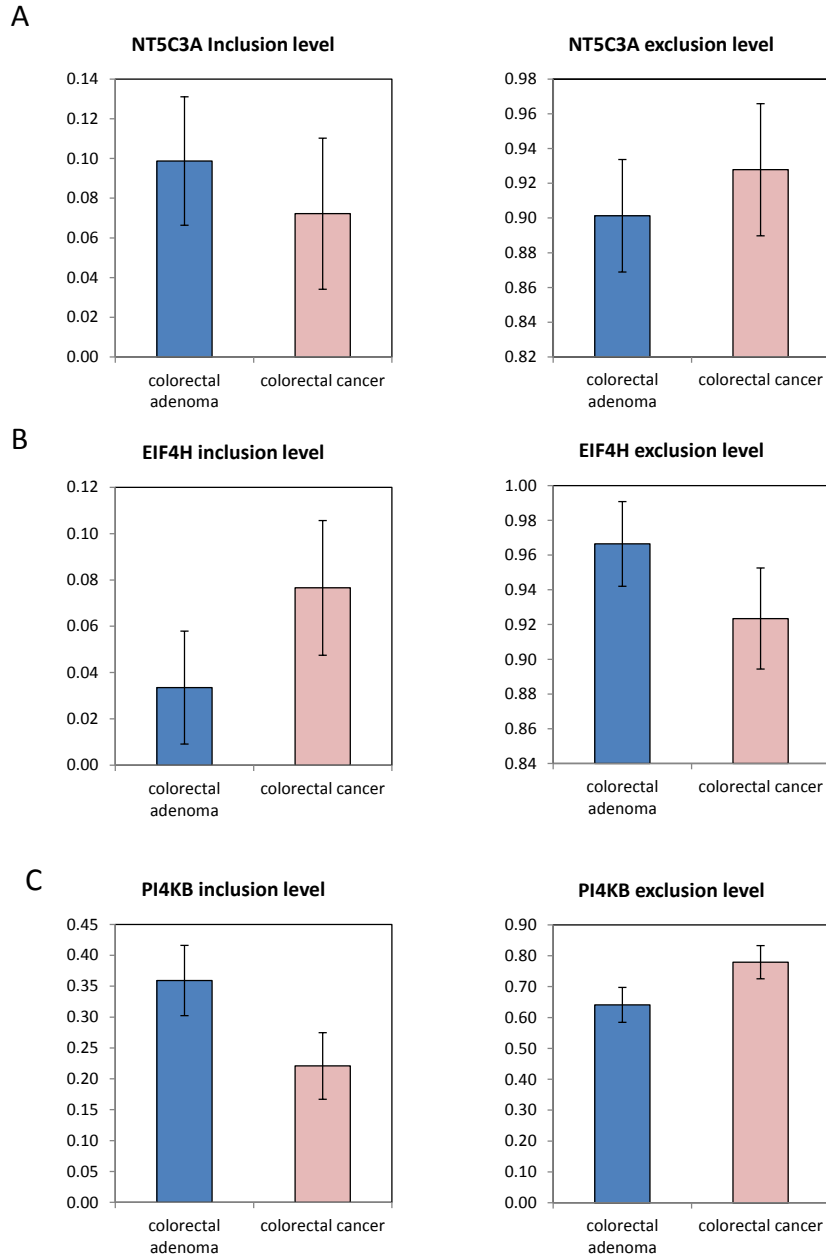 A
NT5C3A Inclusion level
0.14
0.12
0.10
0.08
0.06
0.04
0.02
0.00
colorectal
adenoma
colorectal cancer
NT5C3A exclusion level
0.98
0.96
0.94
0.92
0.90
0.88
0.86
0.84
0.82
colorectal
adenoma
colorectal cancer
B
EIF4H inclusion level
0.12
0.10
0.08
0.06
0.04
0.02
0.00
colorectal
adenoma
colorectal cancer
EIF4H exclusion level
1.00
0.98
0.96
0.94
0.92
0.90
0.88
0.86
0.84
colorectal
adenoma
colorectal cancer
C
PI4KB inclusion level
0.45
0.40
0.35
0.30
0.25
0.20
0.15
0.10
0.05
0.00
colorectal
adenoma
colorectal cancer
PI4KB exclusion level
0.90
0.80
0.70
0.60
0.50
0.40
0.30
0.20
0.10
0.00
colorectal
adenoma
colorectal cancer